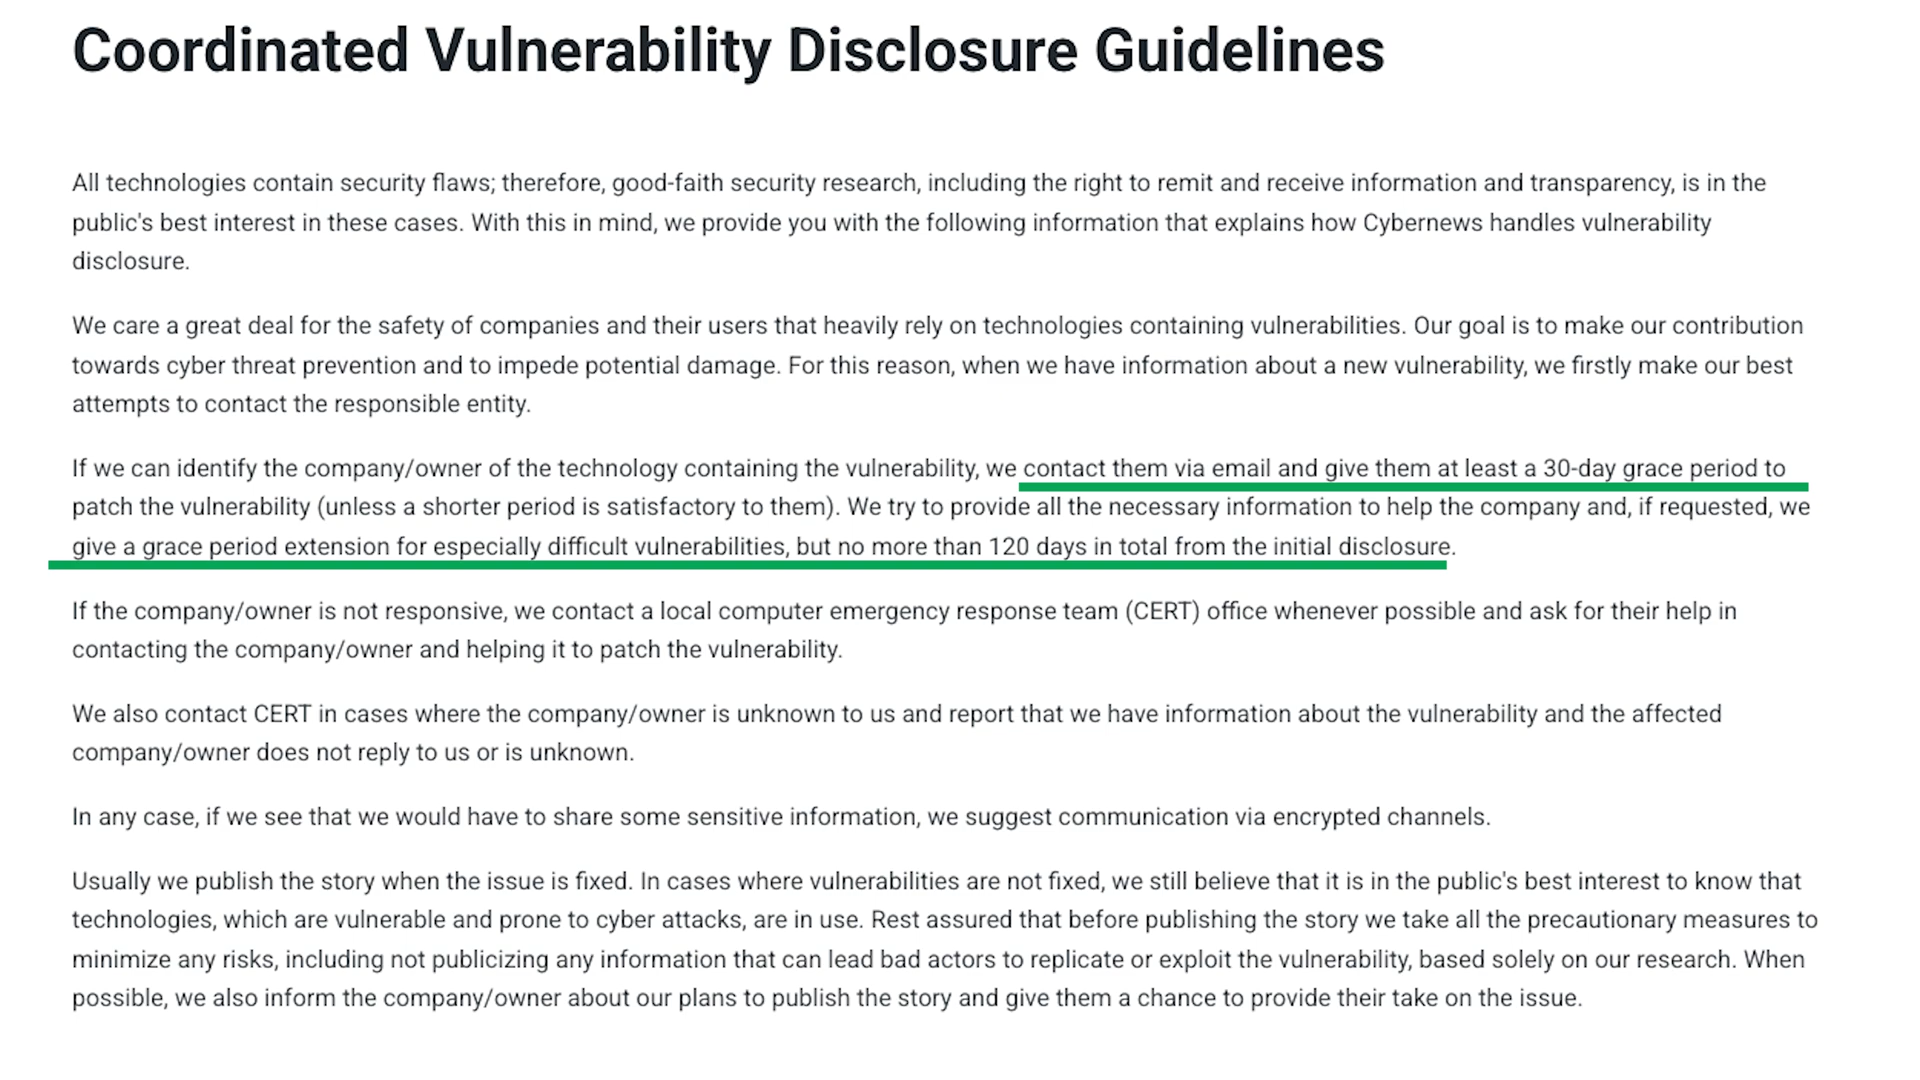 Coordinated Vulnerability Disclosure Guidelines
All technologies contain security flaws; therefore, good-faith security research, including the right to remit and receive information and transparency, is in the
public's best interest in these cases. With this in mind, we provide you with the following information that explains how Cybernews handles vulnerability
disclosure.
We care a great deal for the safety of companies and their users that heavily rely on technologies containing vulnerabilities. Our goal is to make our contribution
towards cyber threat prevention and to impede potential damage. For this reason, when we have information about a new vulnerability, we firstly make our best
attempts to contact the responsible entity.
If we can identify the company/owner of the technology containing the vulnerability, we contact them via email and give them at least a 30-day grace period to
patch the vulnerability (unless a shorter period is satisfactory to them). We try to provide all the necessary information to help the company and, if requested, we
give a grace period extension for especially difficult vulnerabilities, but no more than 120 days in total from the initial disclosure.
If the company/owner is not responsive, we contact a local computer emergency response team (CERT) office whenever possible and ask for their help in
contacting the company/owner and helping it to patch the vulnerability.
We also contact CERT in cases where the company/owner is unknown to us and report that we have information about the vulnerability and the affected
company/owner does not reply to us or is unknown.
In any case, if we see that we would have to share some sensitive information, we suggest communication via encrypted channels.
Usually we publish the story when the issue is fixed. In cases where vulnerabilities are not fixed, we still believe that it is in the public's best interest to know that
technologies, which are vulnerable and prone to cyber attacks, are in use. Rest assured that before publishing the story we take all the precautionary measures to
minimize any risks, including not publicizing any information that can lead bad actors to replicate or exploit the vulnerability, based solely on our research. When
possible, we also inform the company/owner about our plans to publish the story and give them a chance to provide their take on the issue.